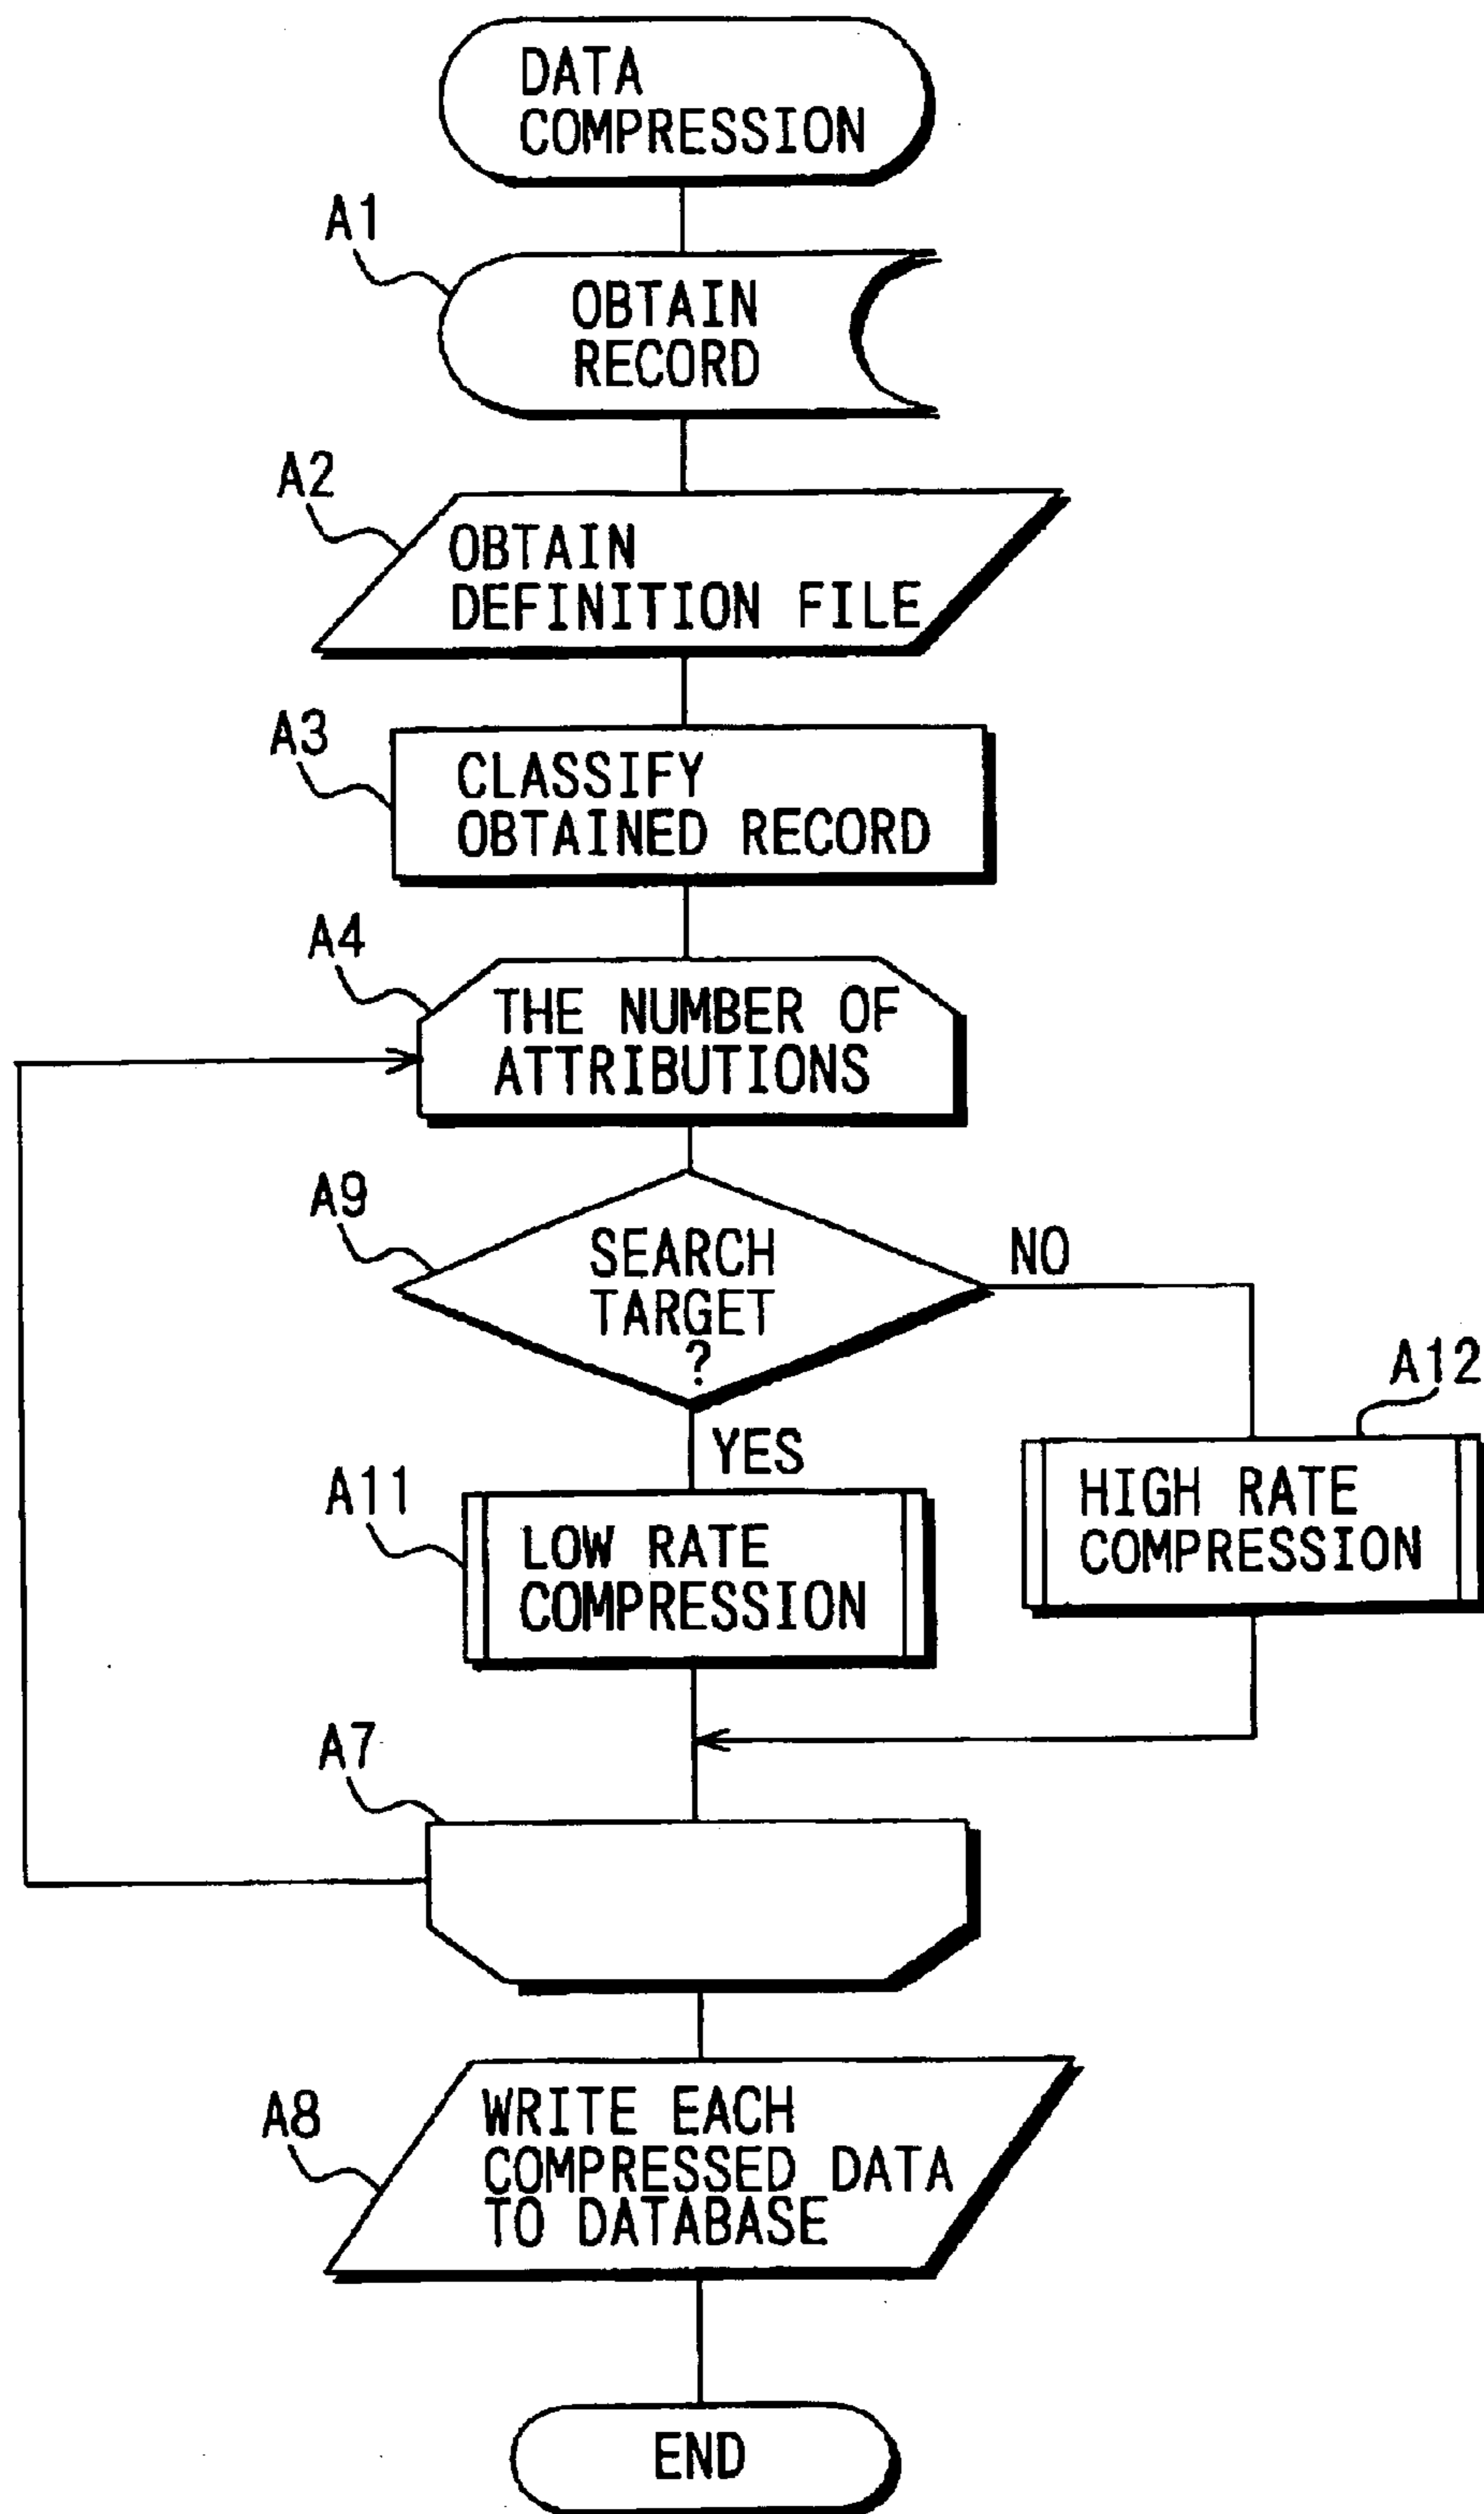 DATA
COMPRESSION
A1
OBTAIN
RECORD
A2
OBTAIN
DEFINITION FILE
A3
CLASSIFY
OBTAINED RECORD
A4
THE NUMBER OF
ATTRIBUTIONS
A9
SEARCH
TARGET
?
NO
YES
A12
HIGH RATE
COMPRESSION
A11
LOW RATE
COMPRESSION
A7
A8
WRITE EACH
COMPRESSED DATA
TO DATABASE
END